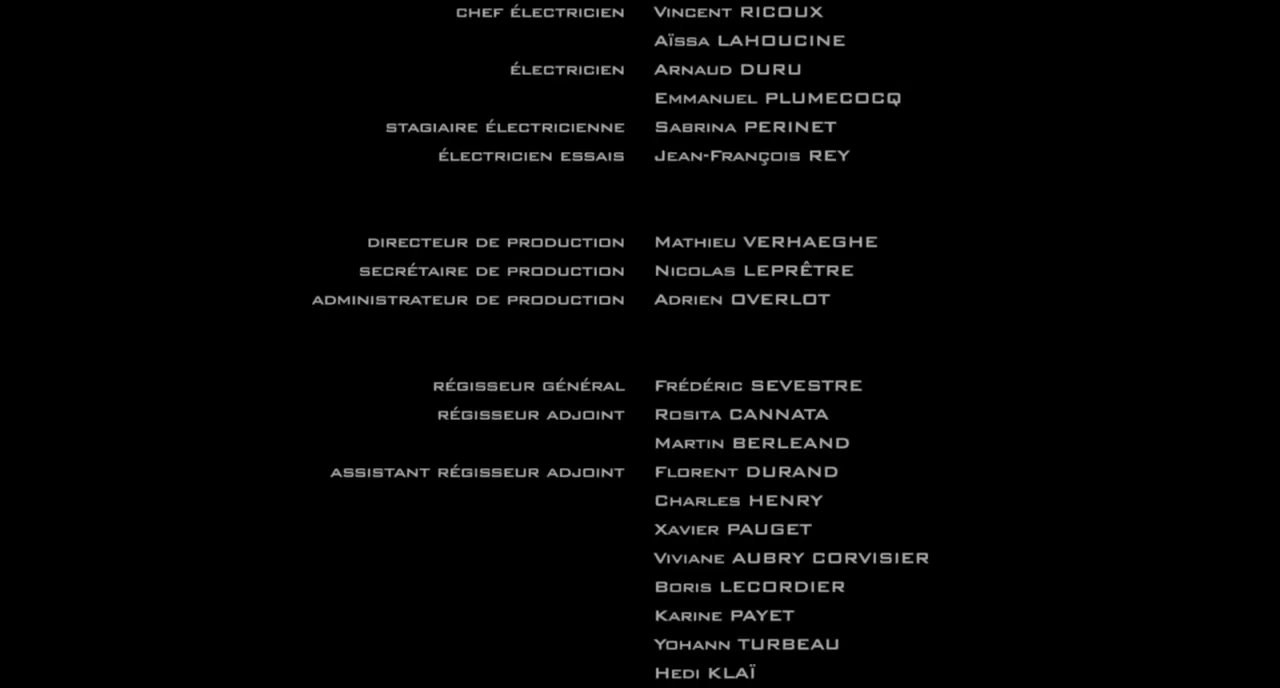 CHEF ÉLECTRICIEN Vincent RICOUX
Aïssa LAHOUCINE
ÉLECTRICIEN Arnaud DURU
Emmanuel PLUMECOCQ
STAGIAIRE ÉLECTRICIENNE Sabrina PERINET
ÉLECTRICIEN ESSAIS Jean-François REY
DIRECTEUR DE PRODUCTION Mathieu VERHAEGHE
SECRÉTAIRE DE PRODUCTION Nicolas LEPRÊTRE
ADMINISTRATEUR DE PRODUCTION Adrien OVERLOT
RÉGISSEUR GÉNÉRAL Frédéric SEVESTRE
RÉGISSEUR ADJOINT Rosita CANNATA
Martin BERLEAND
ASSISTANT RÉGISSEUR ADJOINT Florent DURAND
Charles HENRY
Xavier PAUGET
Viviane AUBRY CORVISIER
Boris LECORDIER
Karine PAYET
Yohann TURBEAU
Hedi KLAÏ